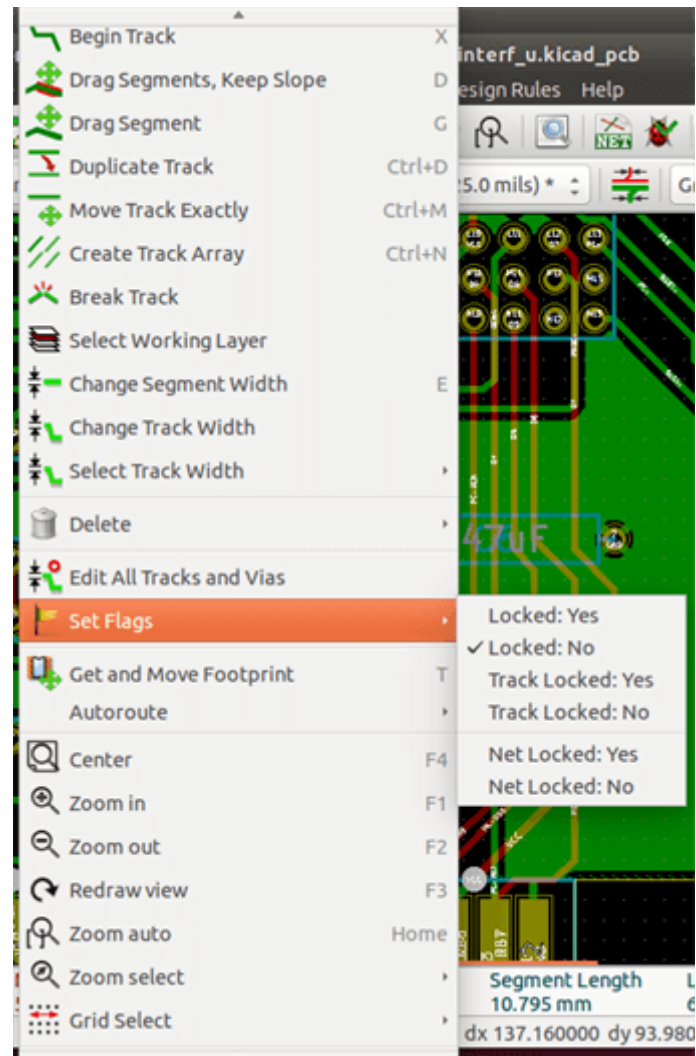 Begin Track X
interf_u.kicad_pcb
Drag Segments, Keep Slope D
esign Rules Help
Drag Segment G
NET
Duplicate Track Ctrl+D
5.0 mils) *
Move Track Exactly Ctrl+M
Create Track Array Ctrl+N
Break Track
Select Working Layer
Change Segment Width E
Change Track Width
Select Track Width
Delete
47uF
Edit All Tracks and Vias
Set Flags
Locked: Yes
✓ Locked: No
Track Locked: Yes
Track Locked: No
Net Locked: Yes
Net Locked: No
Get and Move Footprint T
Autoroute
Center F4
Zoom in F1
Zoom out F2
VCC
Redraw view F3
Zoom auto Home
Zoom select
Segment Length
10.795 mm
Grid Select
dx 137.160000 dy 93.980